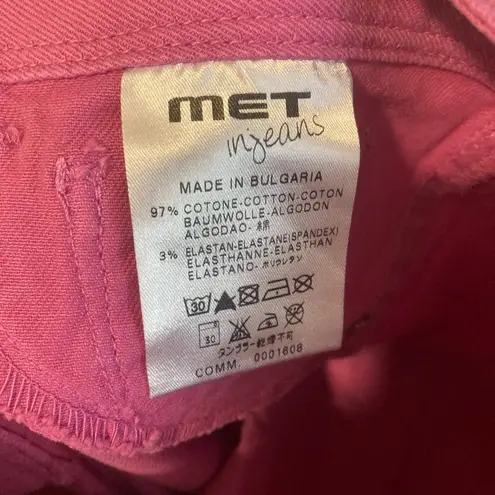 MET
injeans
MADE IN BULGARIA
97% COTONE-COTTON-COTON
BAUMWOLLE-ALGODON
ALGODAO-綿
3% ELASTAN-ELASTANE(SPANDEX)
ELASTHANNE-ELASTHAN
ELASTANO-ポリウレタン
30
30
タンブラー乾燥不可
COMM. 0001608